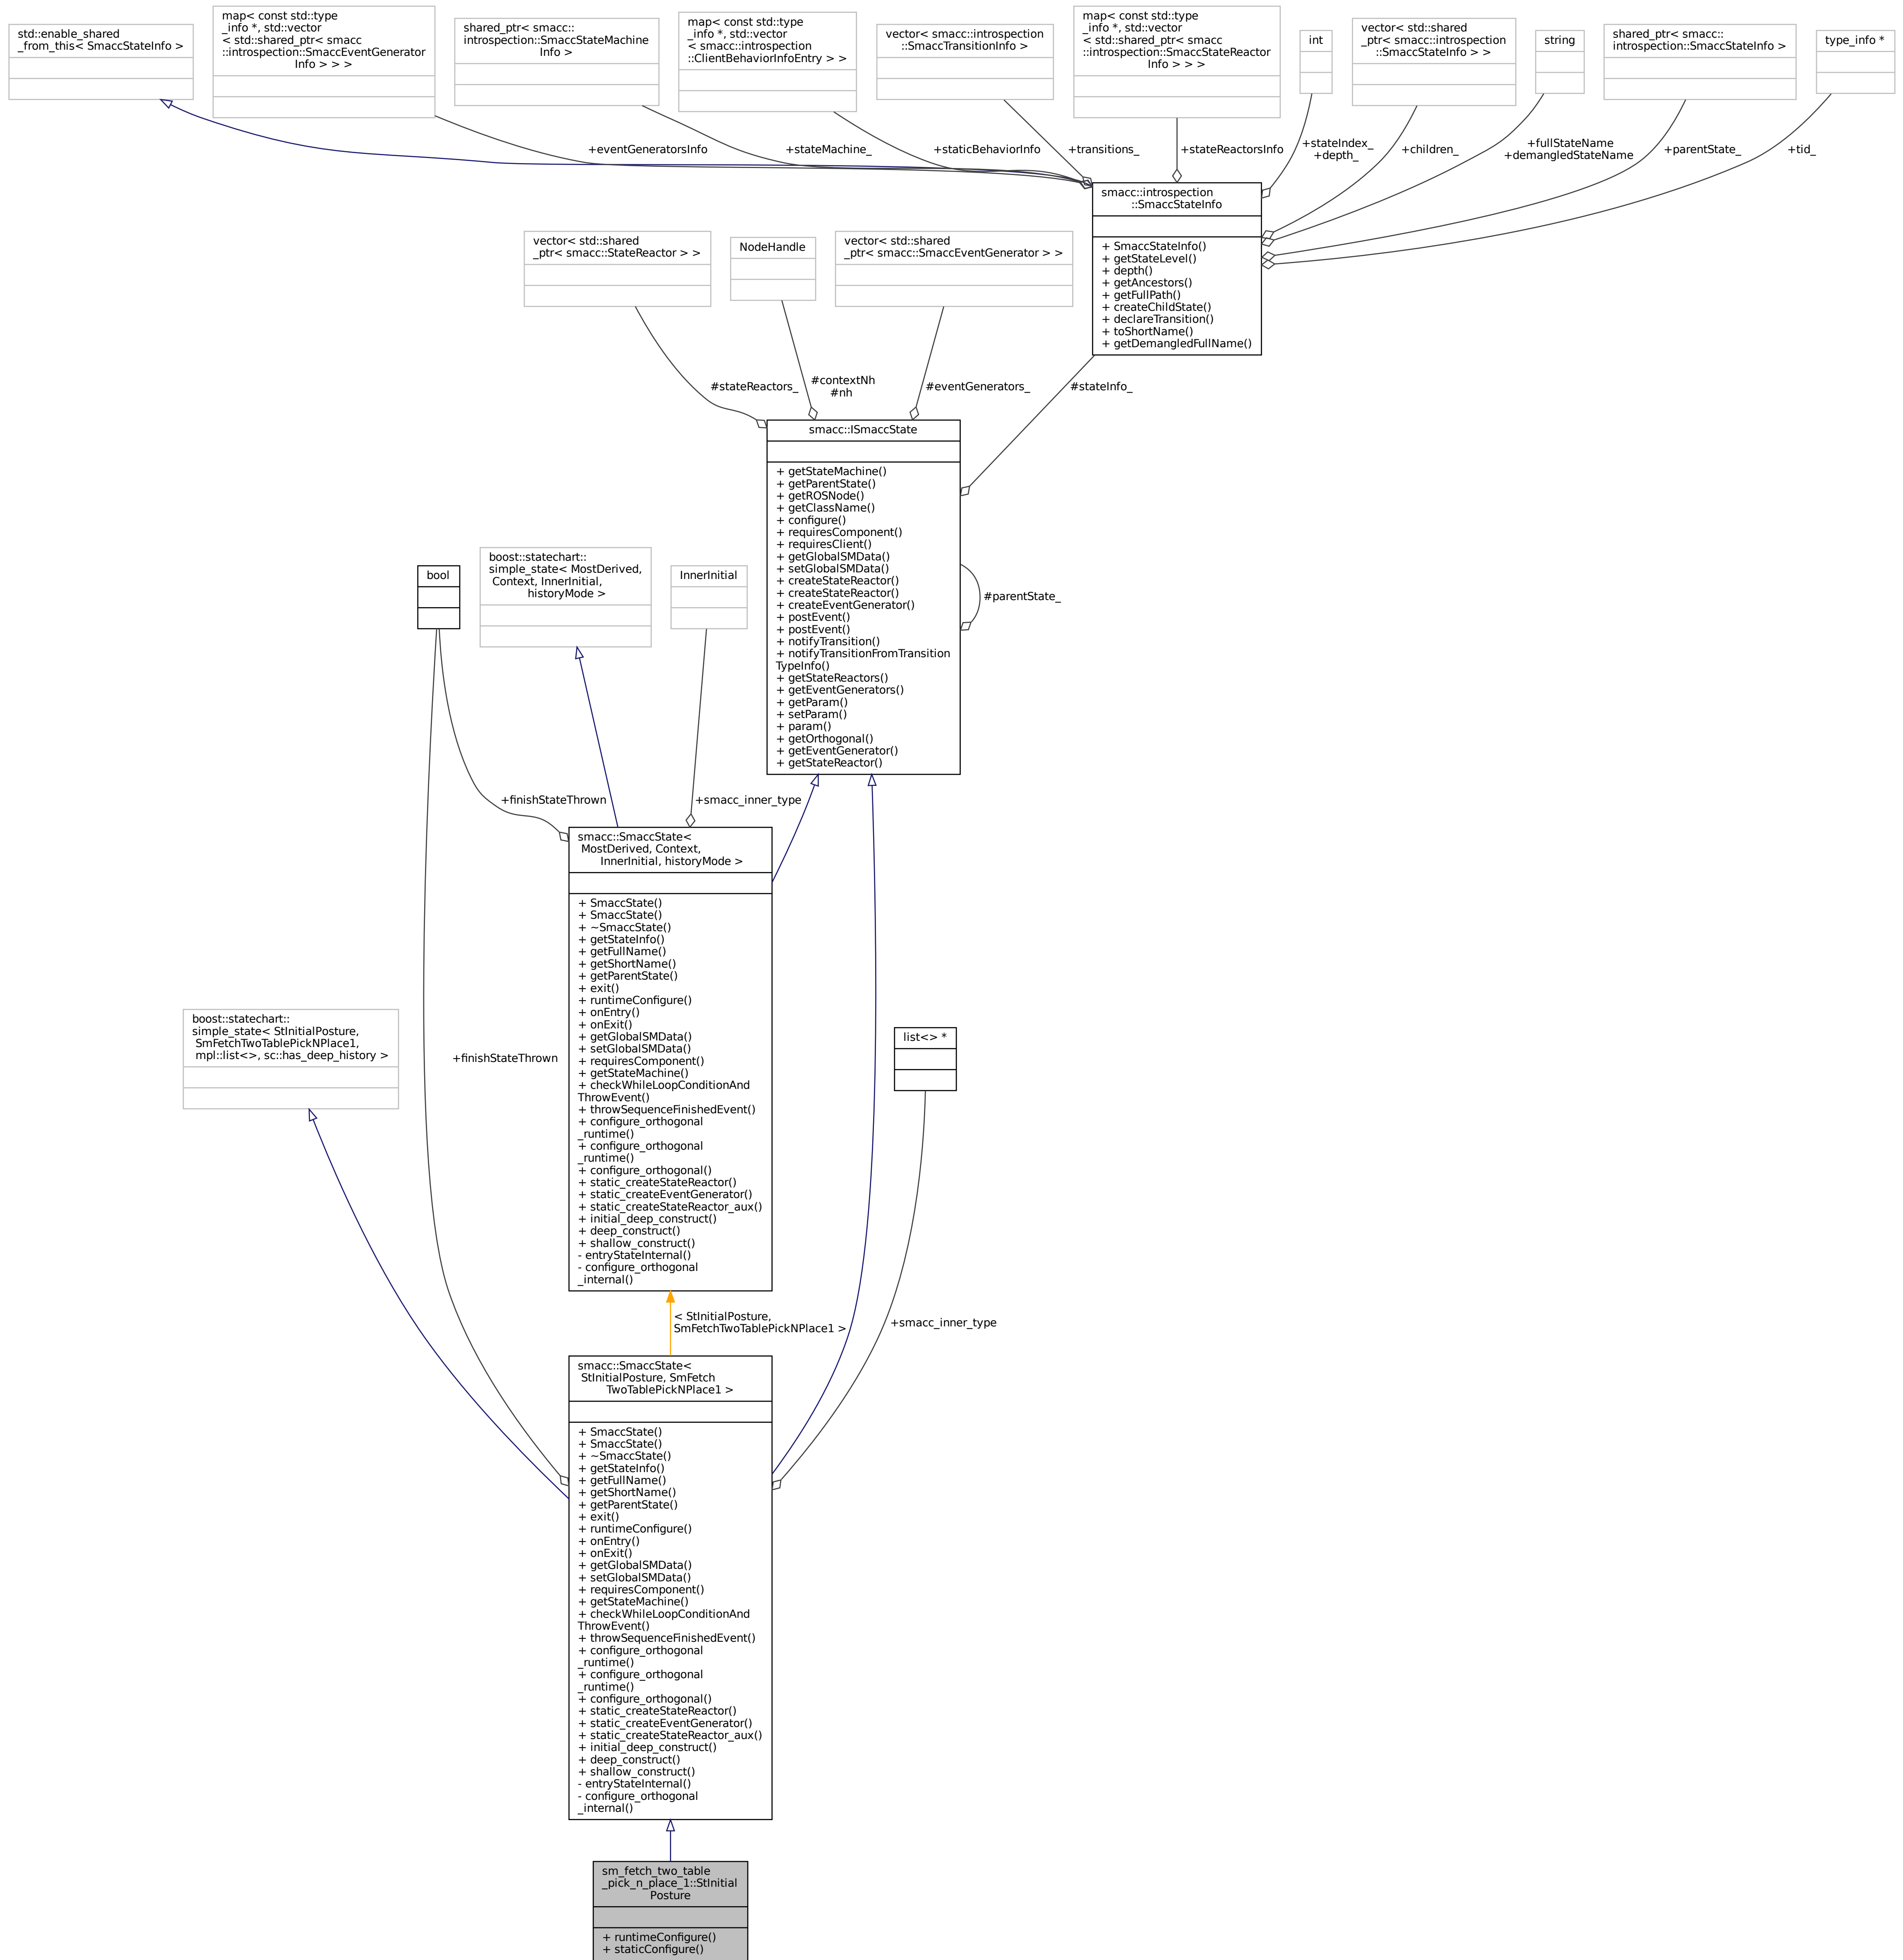 std::enable_shared
_from_this< SmaccStateInfo >
map< const std::type
_info *, std::vector
< std::shared_ptr< smacc
::introspection::SmaccEventGenerator
Info > > >
shared_ptr< smacc::
introspection::SmaccStateMachine
Info >
map< const std::type
_info *, std::vector
< smacc::introspection
::ClientBehaviorInfoEntry > >
vector< smacc::introspection
::SmaccTransitionInfo >
map< const std::type
_info *, std::vector
< std::shared_ptr< smacc
::introspection::SmaccStateReactor
Info > > >
int
vector< std::shared
_ptr< smacc::introspection
::SmaccStateInfo > >
string
shared_ptr< smacc::
introspection::SmaccStateInfo >
type_info *
+eventGeneratorsInfo
+stateMachine_
+staticBehaviorInfo
+transitions_
+stateReactorsInfo
+stateIndex_
+depth_
+children_
+fullStateName
+demangledStateName
+parentState_
+tid_
smacc::introspection
::SmaccStateInfo
+ SmaccStateInfo()
+ getStateLevel()
+ depth()
+ getAncestors()
+ getFullPath()
+ createChildState()
+ declareTransition()
+ toShortName()
+ getDemangledFullName()
vector< std::shared
_ptr< smacc::StateReactor > >
NodeHandle
vector< std::shared
_ptr< smacc::SmaccEventGenerator > >
#stateReactors_
#contextNh
#nh
#eventGenerators_
#stateInfo_
smacc::ISmaccState
+ getStateMachine()
+ getParentState()
+ getROSNode()
+ getClassName()
+ configure()
+ requiresComponent()
+ requiresClient()
+ getGlobalSMData()
+ setGlobalSMData()
+ createStateReactor()
+ createStateReactor()
+ createEventGenerator()
+ postEvent()
+ postEvent()
+ notifyTransition()
+ notifyTransitionFromTransition
TypeInfo()
+ getStateReactors()
+ getEventGenerators()
+ getParam()
+ setParam()
+ param()
+ getOrthogonal()
+ getEventGenerator()
+ getStateReactor()
#parentState_
bool
boost::statechart::
simple_state< MostDerived,
Context, InnerInitial,
historyMode >
InnerInitial
+finishStateThrown
+smacc_inner_type
smacc::SmaccState<
MostDerived, Context,
InnerInitial, historyMode >
+ SmaccState()
+ SmaccState()
+ ~SmaccState()
+ getStateInfo()
+ getFullName()
+ getShortName()
+ getParentState()
+ exit()
+ runtimeConfigure()
+ onEntry()
+ onExit()
+ getGlobalSMData()
+ setGlobalSMData()
+ requiresComponent()
+ getStateMachine()
+ checkWhileLoopConditionAnd
ThrowEvent()
+ throwSequenceFinishedEvent()
+ configure_orthogonal
_runtime()
+ configure_orthogonal
_runtime()
+ configure_orthogonal()
+ static_createStateReactor()
+ static_createEventGenerator()
+ static_createStateReactor_aux()
+ initial_deep_construct()
+ deep_construct()
+ shallow_construct()
- entryStateInternal()
- configure_orthogonal
_internal()
boost::statechart::
simple_state< StInitialPosture,
SmFetchTwoTablePickNPlace1,
mpl::list<>, sc::has_deep_history >
+finishStateThrown
list<> *
< StInitialPosture,
SmFetchTwoTablePickNPlace1 >
+smacc_inner_type
smacc::SmaccState<
StInitialPosture, SmFetch
TwoTablePickNPlace1 >
+ SmaccState()
+ SmaccState()
+ ~SmaccState()
+ getStateInfo()
+ getFullName()
+ getShortName()
+ getParentState()
+ exit()
+ runtimeConfigure()
+ onEntry()
+ onExit()
+ getGlobalSMData()
+ setGlobalSMData()
+ requiresComponent()
+ getStateMachine()
+ checkWhileLoopConditionAnd
ThrowEvent()
+ throwSequenceFinishedEvent()
+ configure_orthogonal
_runtime()
+ configure_orthogonal
_runtime()
+ configure_orthogonal()
+ static_createStateReactor()
+ static_createEventGenerator()
+ static_createStateReactor_aux()
+ initial_deep_construct()
+ deep_construct()
+ shallow_construct()
- entryStateInternal()
- configure_orthogonal
_internal()
sm_fetch_two_table
_pick_n_place_1::StInitial
Posture
+ runtimeConfigure()
+ staticConfigure()